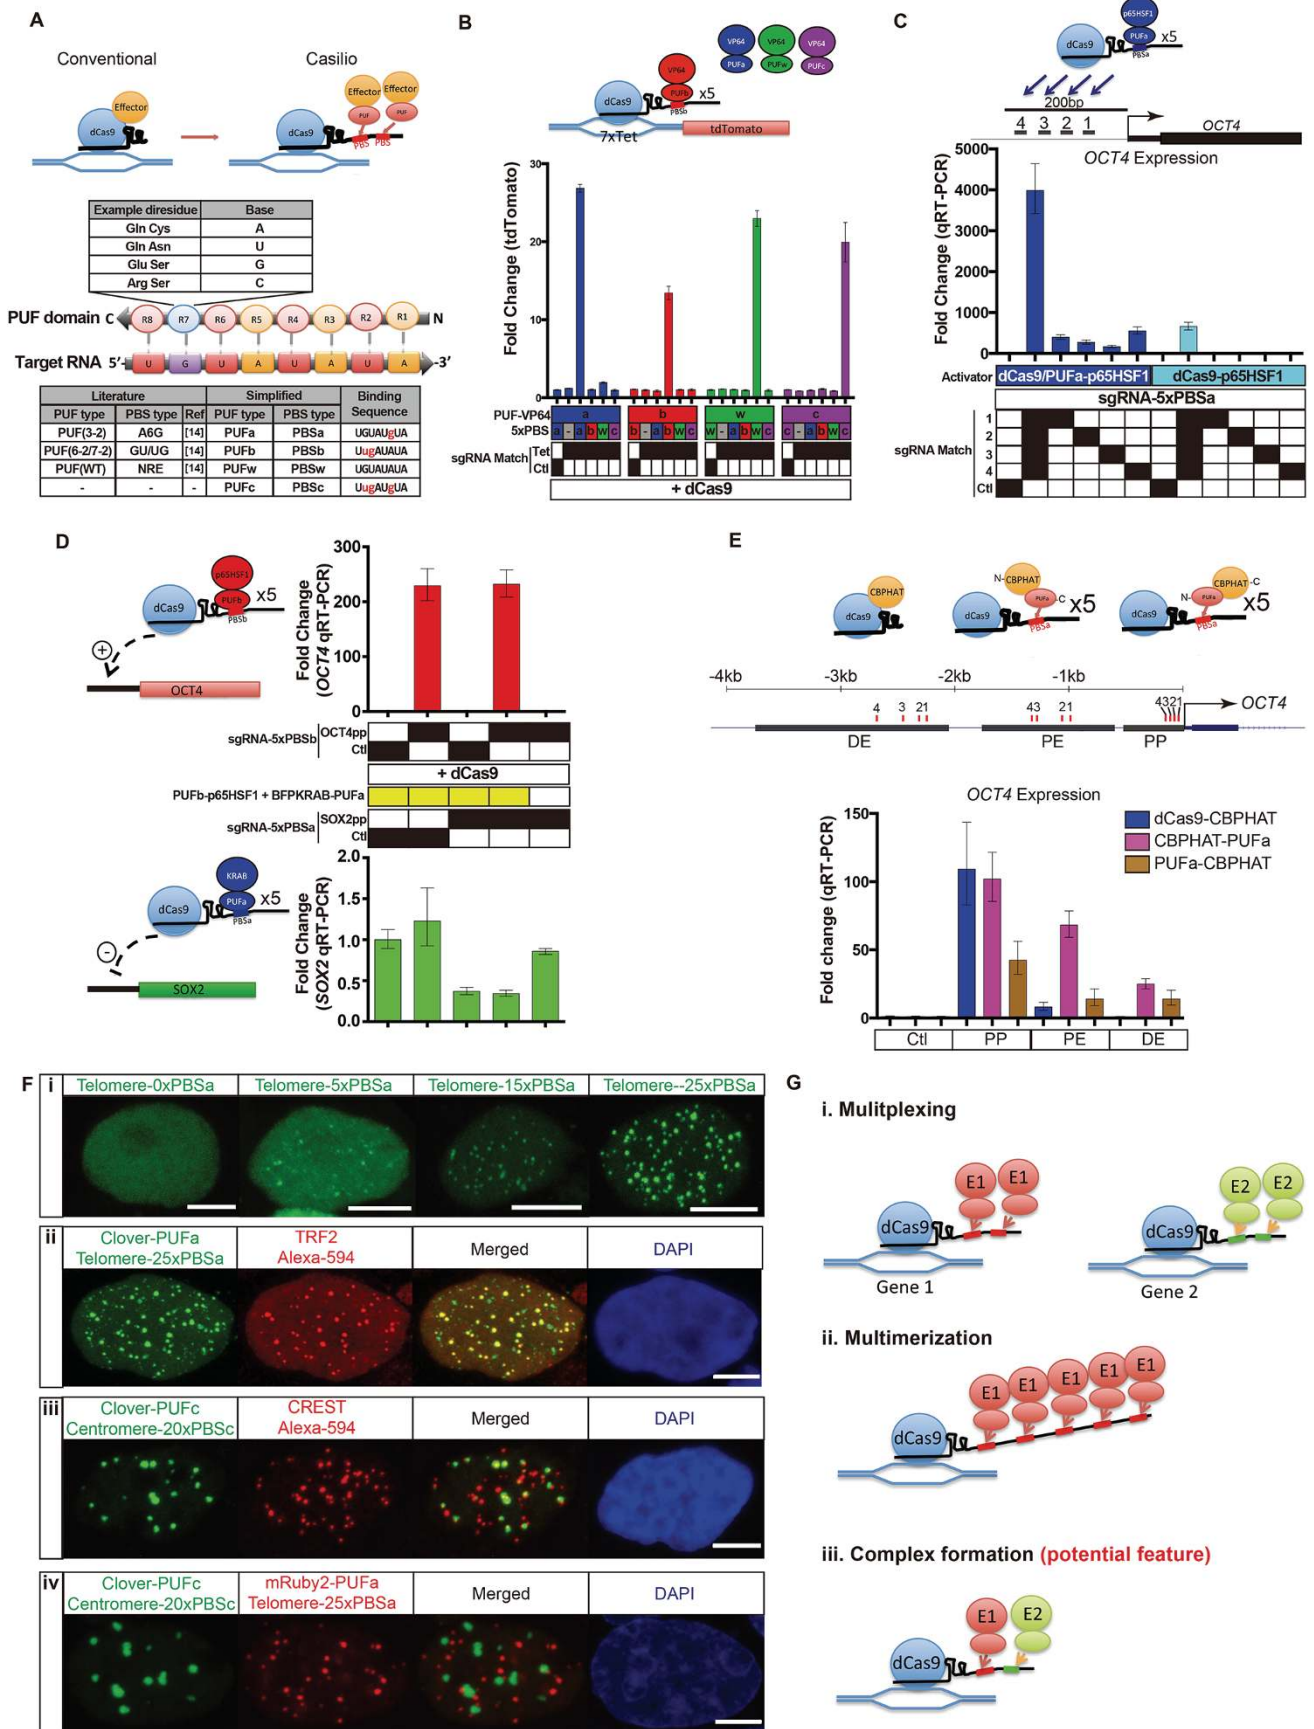 A
Conventional
Casilio
Effector
dCas9
Effector Effector
PUF PUF
dCas9
PBS PBS
Example diresidue Base
Gln Cys A
Gln Asn U
Glu Ser G
Arg Ser C
PUF domain C R8 R7 R6 R5 R4 R3 R2 R1 N
Target RNA 5'- U G U A U A U A -3'
Literature Simplified Binding Sequence
PUF type PBS type Ref PUF type PBS type
PUF(3-2) A6G [14] PUFa PBSa UGUAUgUA
PUF(6-2/7-2) GU/UG [14] PUFb PBSb UugAUAUA
PUF(WT) NRE [14] PUFw PBSw UGUAUAUA
- - - PUFc PBSc UugAUgUA
B
VP64 VP64 VP64
PUFa PUFw PUFc
VP64
PUFb
x5
PBSb
dCas9
7xTet
tdTomato
Fold Change (tdTomato)
30
20
10
0
PUF-VP64 a b w c
5xPBS a - a b w c b - a b w c w - a b w c c - a b w c
sgRNA Match Tet
Ctl
+ dCas9
C
p65HSF1
PUFa
x5
PBSa
dCas9
200bp
4 3 2 1
OCT4
OCT4 Expression
Fold Change (qRT-PCR)
5000
4000
3000
2000
1000
0
Activator dCas9/PUFa-p65HSF1 dCas9-p65HSF1
sgRNA-5xPBSa
sgRNA Match
1
2
3
4
Ctl
D
p65HSF1
PUFb
x5
PBSb
dCas9
+
OCT4
Fold Change
(OCT4 qRT-PCR)
300
200
100
0
sgRNA-5xPBSb OCT4pp
Ctl
+ dCas9
PUFb-p65HSF1 + BFPKRAB-PUFa
sgRNA-5xPBSa SOX2pp
Ctl
KRAB
PUFa
x5
PBSa
dCas9
-
SOX2
Fold Change
(SOX2 qRT-PCR)
2.0
1.5
1.0
0.5
0.0
E
CBPHAT
dCas9
N- CBPHAT
PUFa -C
x5
dCas9
PBSa
CBPHAT -C
N- PUFa
x5
dCas9
PBSa
-4kb -3kb -2kb -1kb
4 3 21 43 21 4321
OCT4
DE PE PP
OCT4 Expression
Fold change (qRT-PCR)
150
100
50
0
dCas9-CBPHAT
CBPHAT-PUFa
PUFa-CBPHAT
Ctl PP PE DE
F
i
Telomere-0xPBSa Telomere-5xPBSa Telomere-15xPBSa Telomere--25xPBSa
ii
Clover-PUFa
Telomere-25xPBSa
TRF2
Alexa-594
Merged
DAPI
iii
Clover-PUFc
Centromere-20xPBSc
CREST
Alexa-594
Merged
DAPI
iv
Clover-PUFc
Centromere-20xPBSc
mRuby2-PUFa
Telomere-25xPBSa
Merged
DAPI
G
i. Mulitplexing
E1 E1
dCas9
Gene 1
E2 E2
dCas9
Gene 2
ii. Multimerization
E1 E1 E1 E1 E1
dCas9
iii. Complex formation (potential feature)
E1 E2
dCas9